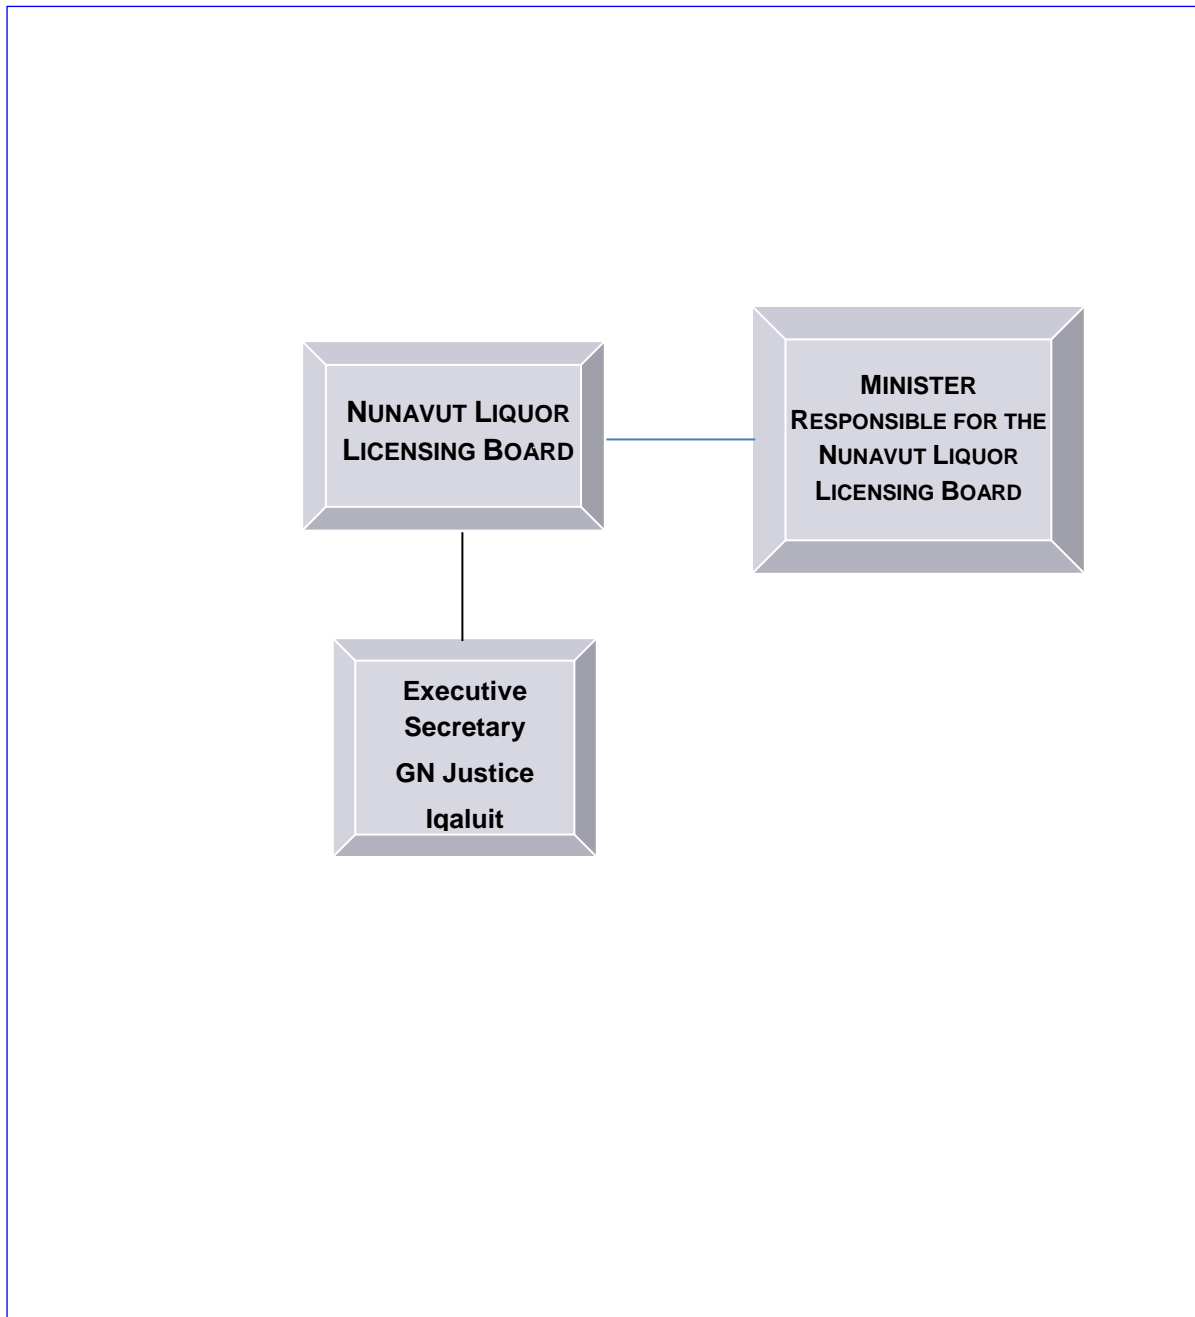 NUNAVUT LIQUOR
LICENSING BOARD
MINISTER
RESPONSIBLE FOR THE
NUNAVUT LIQUOR
LICENSING BOARD
Executive
Secretary
GN Justice
Iqaluit